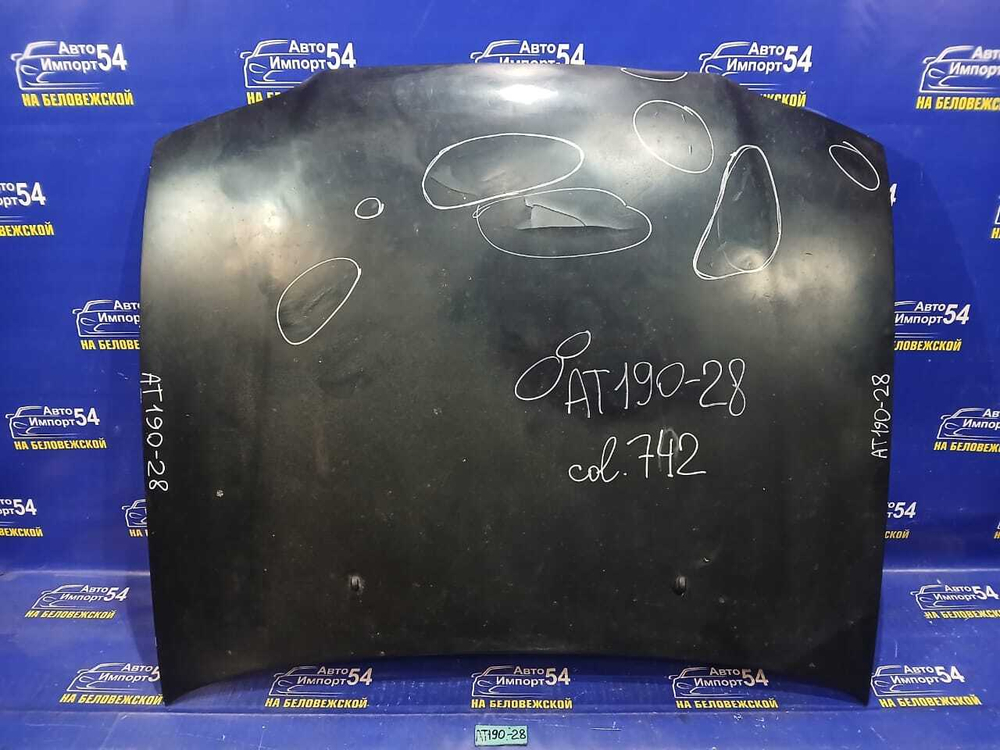 Авто
Импорт54
НА БЕЛОВЕЖСКОЙ
AT190-28
col.742
AT190-28
AT190-28
AT190-28